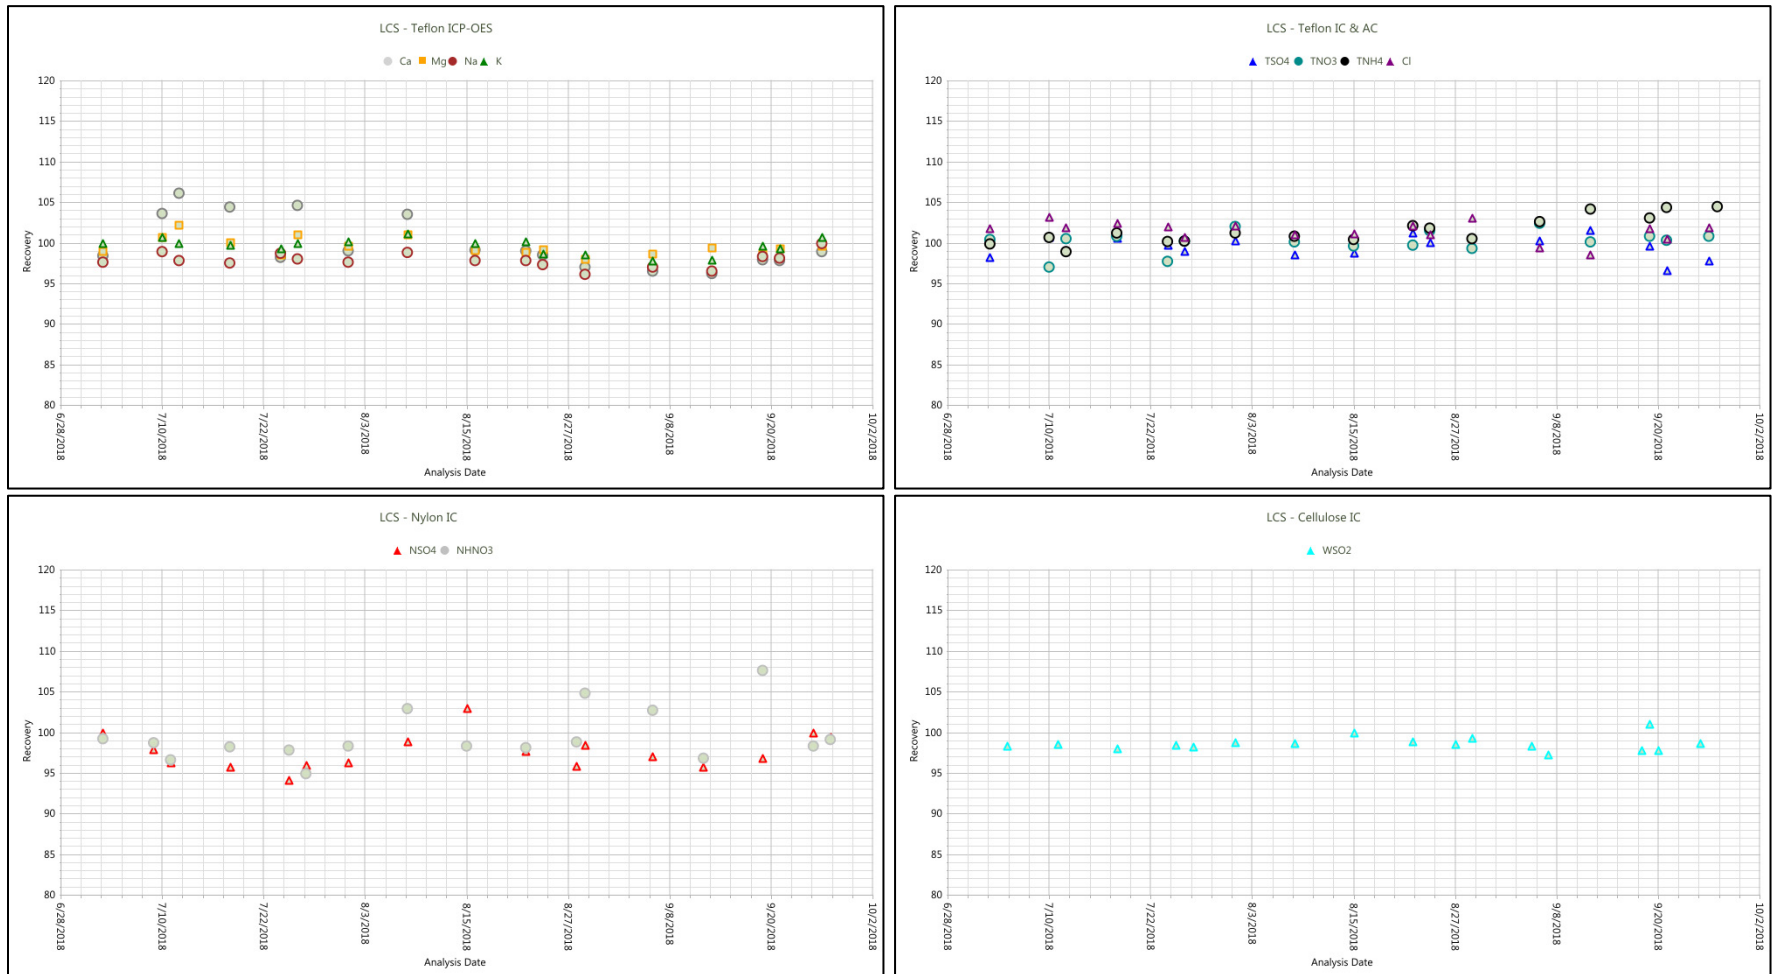 LCS - Teflon ICP-OES
Ca Mg Na K
120
115
110
105
100
95
90
85
80
Recovery
6/28/2018 7/10/2018 7/22/2018 8/3/2018 8/15/2018 8/27/2018 9/8/2018 9/20/2018 10/2/2018
Analysis Date
LCS - Teflon IC & AC
TSO4 TNO3 TNH4 Cl
120
115
110
105
100
95
90
85
80
Recovery
6/28/2018 7/10/2018 7/22/2018 8/3/2018 8/15/2018 8/27/2018 9/8/2018 9/20/2018 10/2/2018
Analysis Date
LCS - Nylon IC
NSO4 NHNO3
120
115
110
105
100
95
90
85
80
Recovery
6/28/2018 7/10/2018 7/22/2018 8/3/2018 8/15/2018 8/27/2018 9/8/2018 9/20/2018 10/2/2018
Analysis Date
LCS - Cellulose IC
WSO2
120
115
110
105
100
95
90
85
80
Recovery
6/28/2018 7/10/2018 7/22/2018 8/3/2018 8/15/2018 8/27/2018 9/8/2018 9/20/2018 10/2/2018
Analysis Date